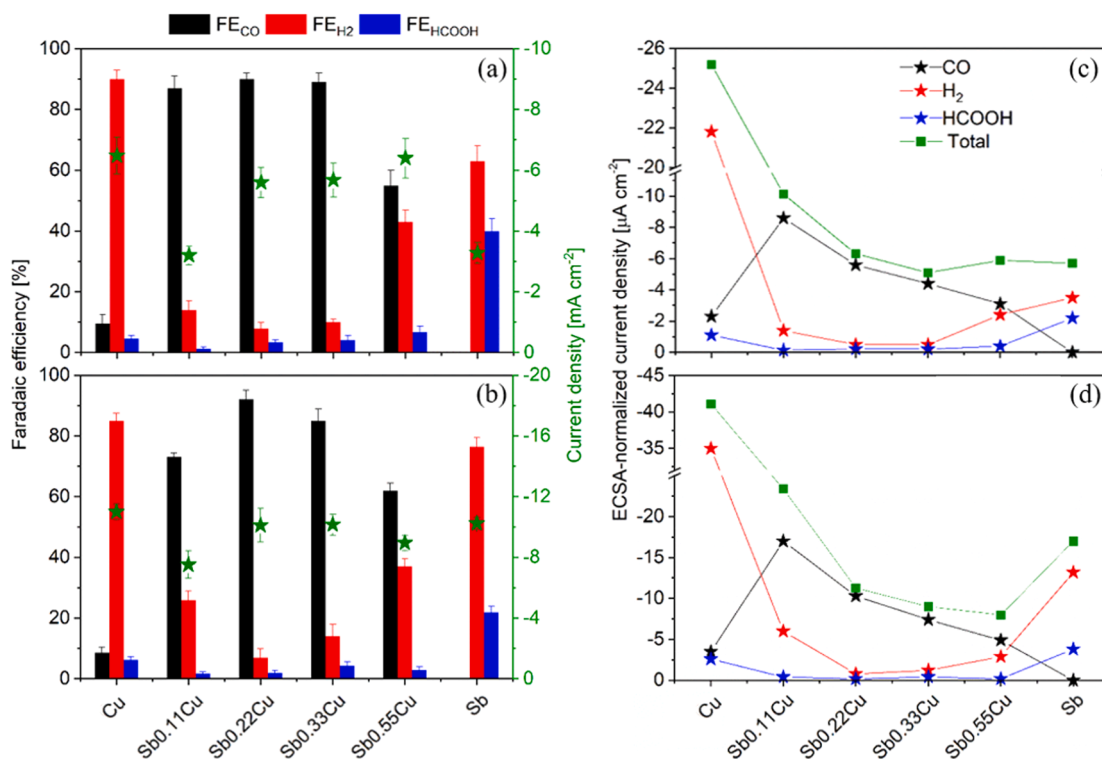 FE_CO FE_H2 FE_HCOOH
(a)
100
80
60
40
20
0
-10
-8
-6
-4
-2
0
(b)
100
80
60
40
20
0
-20
-16
-12
-8
-4
0
Faradaic efficiency [%]
Current density [mA cm⁻²]
Cu
Sb0.11Cu
Sb0.22Cu
Sb0.33Cu
Sb0.55Cu
Sb
(c)
CO
H₂
HCOOH
Total
-26
-24
-22
-20
-10
-8
-6
-4
-2
0
(d)
-45
-40
-35
-20
-15
-10
-5
0
ECSA-normalized current density [μA cm⁻²]
Cu
Sb0.11Cu
Sb0.22Cu
Sb0.33Cu
Sb0.55Cu
Sb